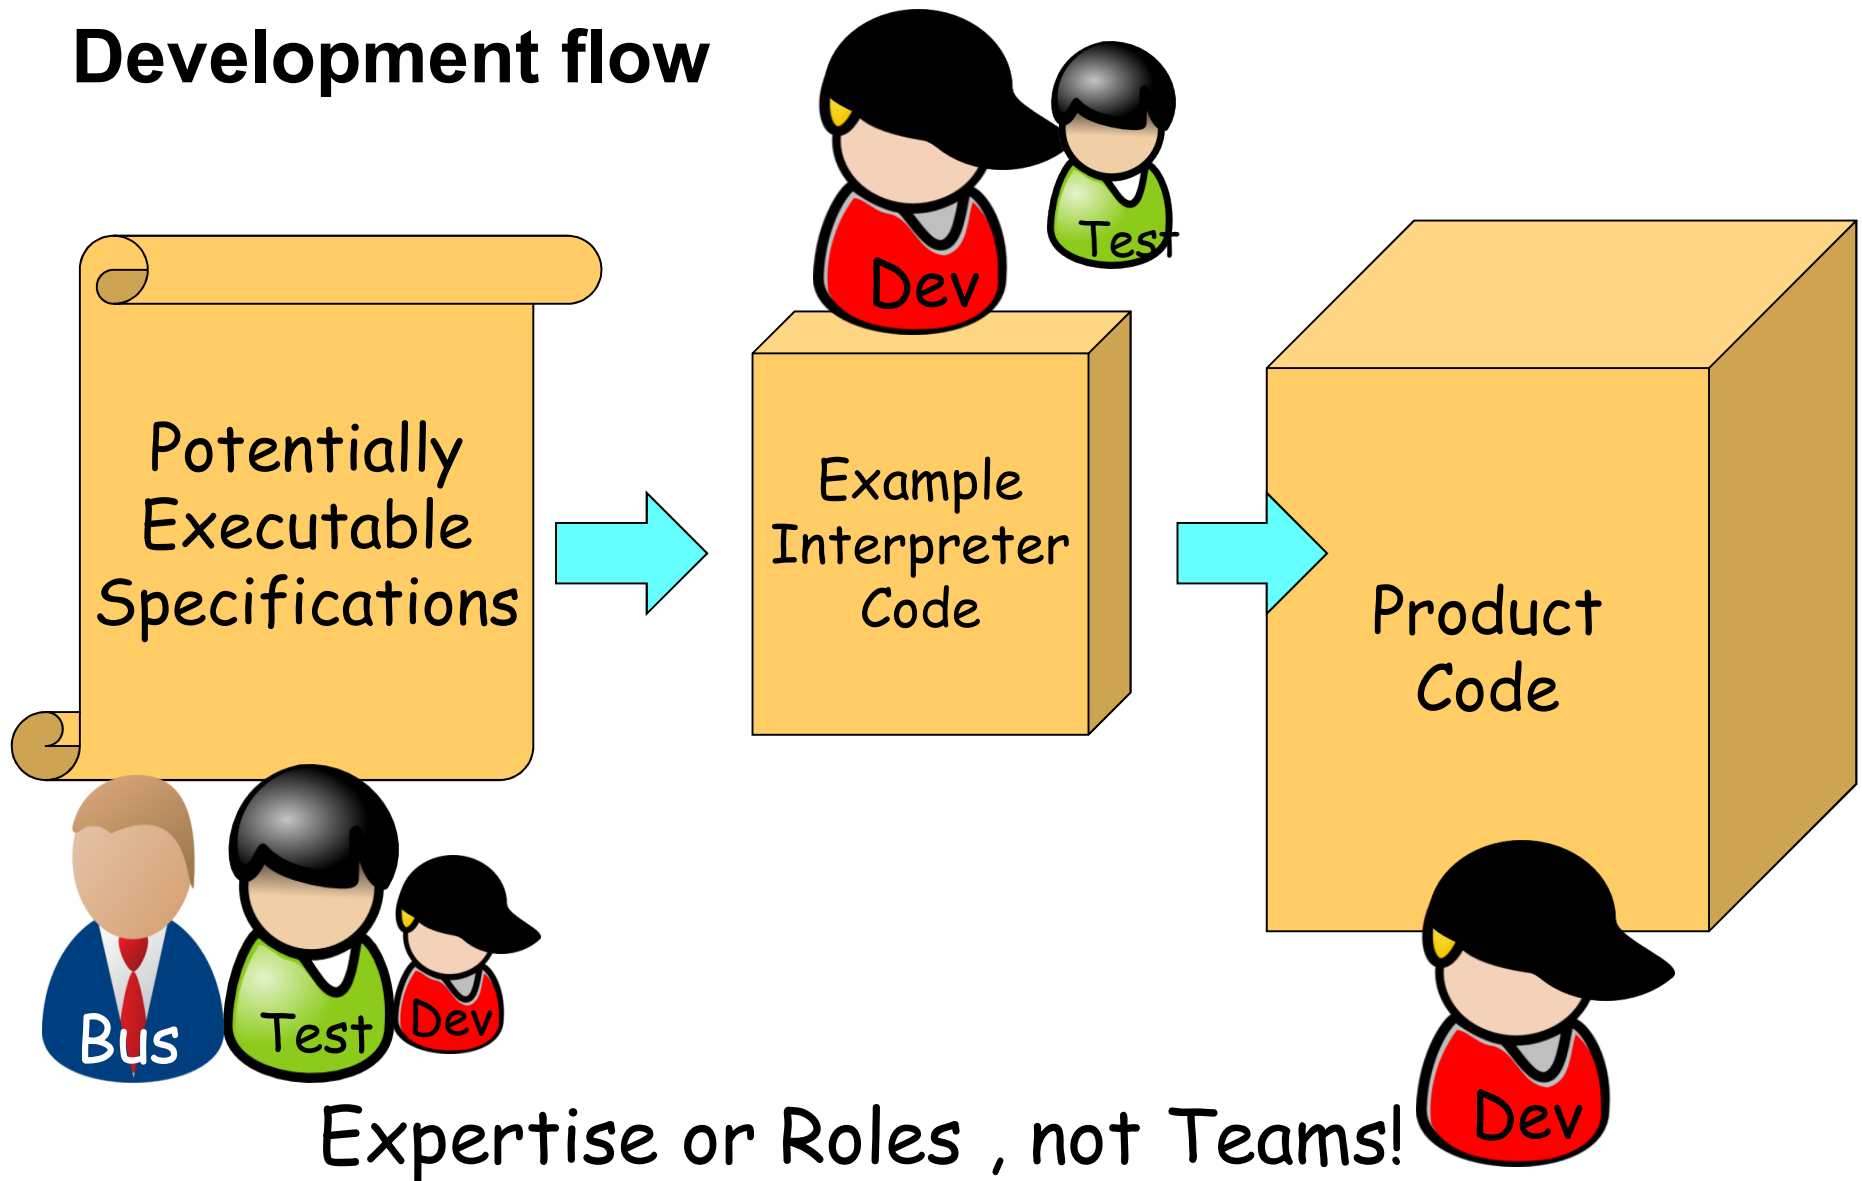 Development flow
Potentially
Executable
Specifications
Bus
Test
Dev
Dev
Test
Example
Interpreter
Code
Product
Code
Dev
Expertise or Roles , not Teams!